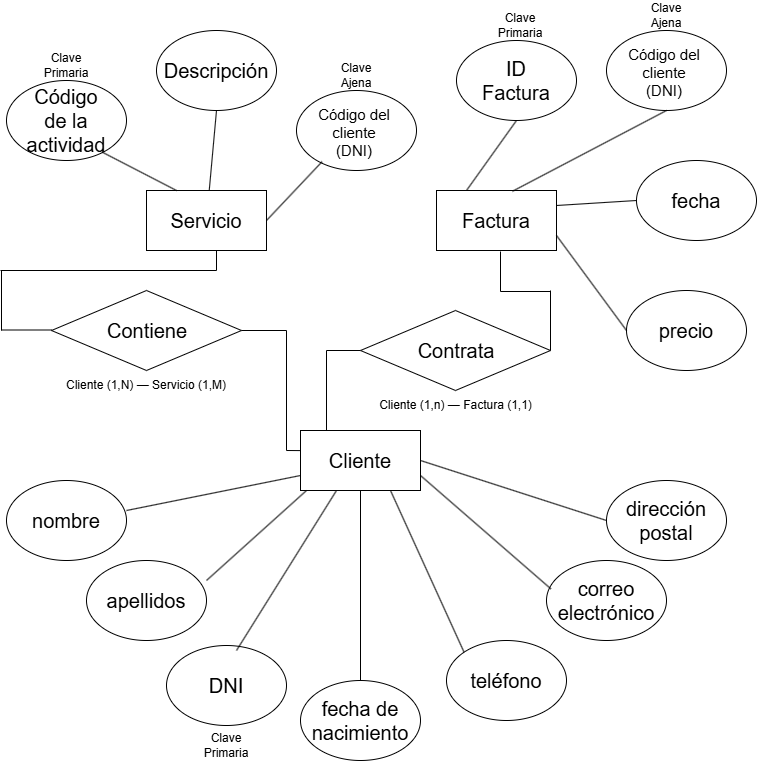 Clave
Primaria
Código
de la
actividad
Descripción
Clave
Ajena
Código del
cliente
(DNI)
Clave
Primaria
ID
Factura
Clave
Ajena
Código del
cliente
(DNI)
Servicio
Factura
fecha
precio
Contiene
Cliente (1,N) — Servicio (1,M)
Contrata
Cliente (1,n) — Factura (1,1)
Cliente
nombre
apellidos
DNI
Clave
Primaria
fecha de
nacimiento
teléfono
correo
electrónico
dirección
postal